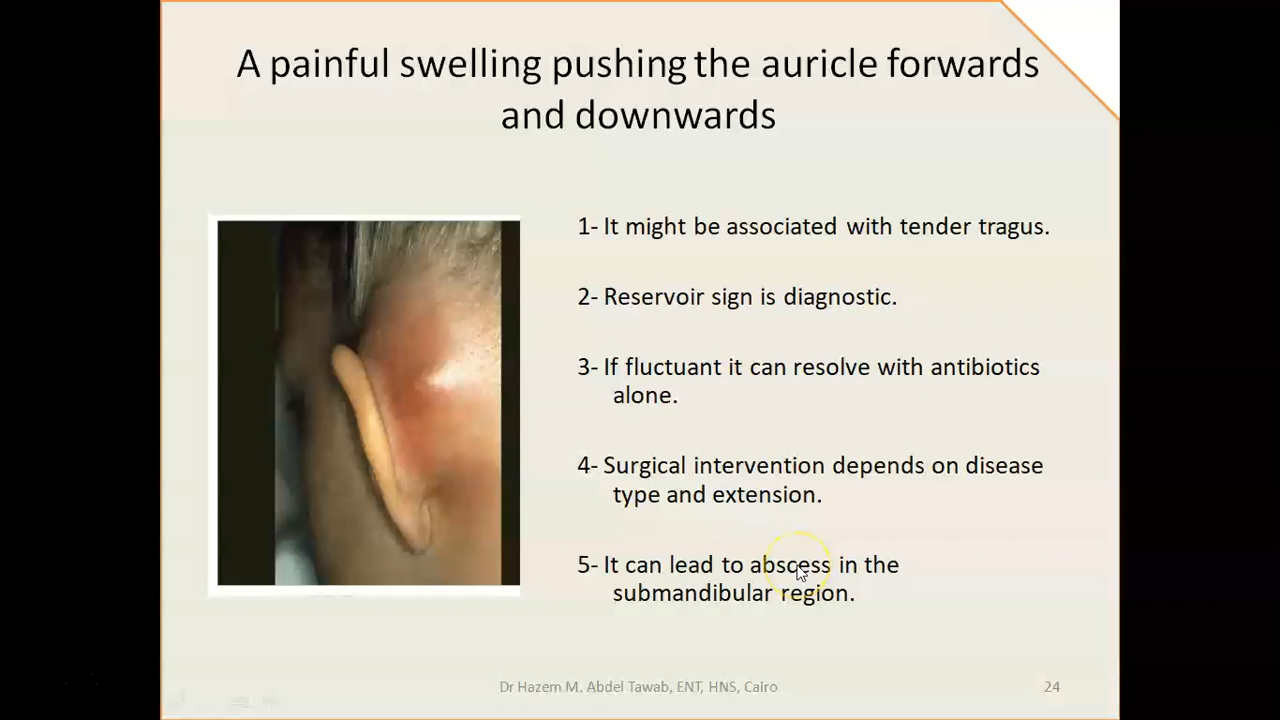 A painful swelling pushing the auricle forwards
and downwards
1- It might be associated with tender tragus.
2- Reservoir sign is diagnostic.
3- If fluctuant it can resolve with antibiotics
alone.
4- Surgical intervention depends on disease
type and extension.
5- It can lead to abscess in the
submandibular region.
Dr Hazem M. Abdel Tawab, ENT, HNS, Cairo
24